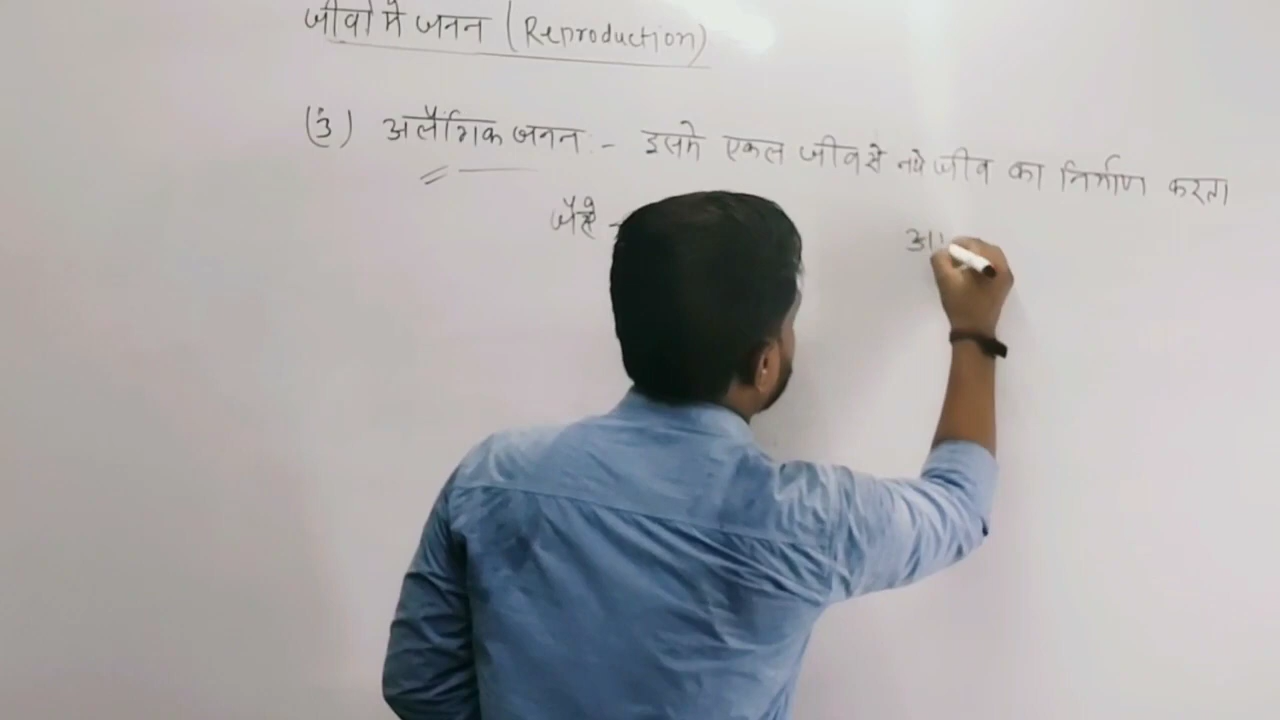 जीवो मे जनन (Reproduction)
(i) अलैंगिक जनन :- इसमे एकल जीव से नये जीव का निर्माण करता
जैसे -